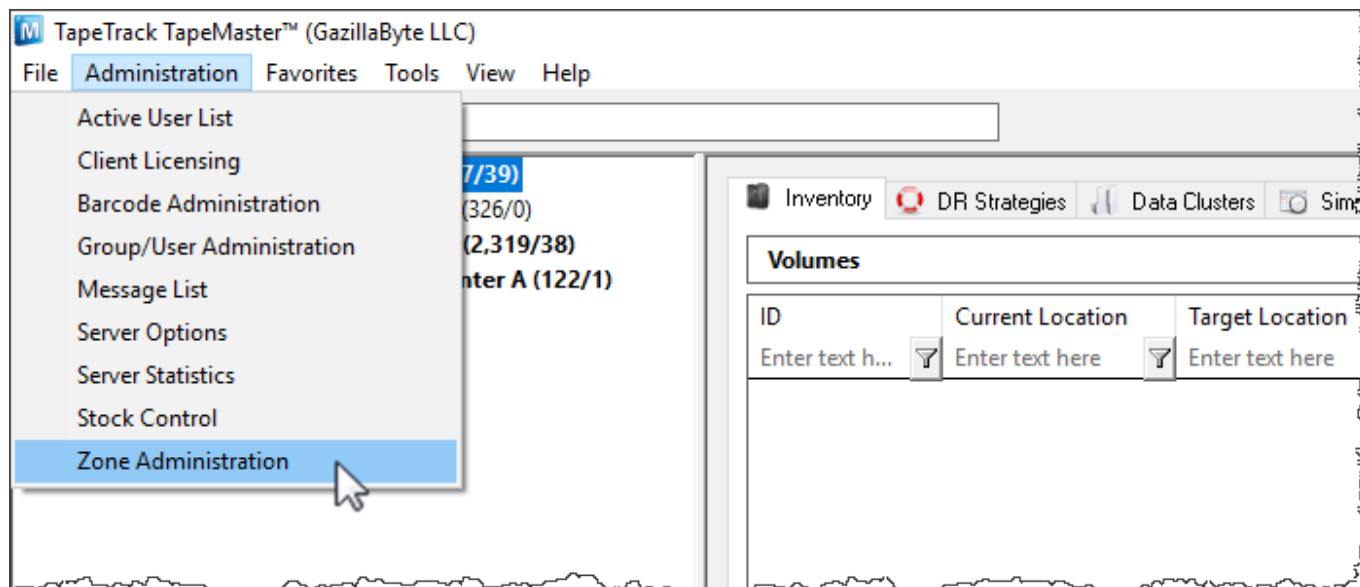 TapeTrack TapeMaster™ (GazillaByte LLC)
File Administration Favorites Tools View Help
Active User List
Client Licensing
Barcode Administration
Group/User Administration
Message List
Server Options
Server Statistics
Stock Control
Zone Administration
7/39)
(326/0)
(2,319/38)
nter A (122/1)
Inventory DR Strategies Data Clusters Sim
Volumes
ID Current Location Target Location
Enter text h... Enter text here Enter text here